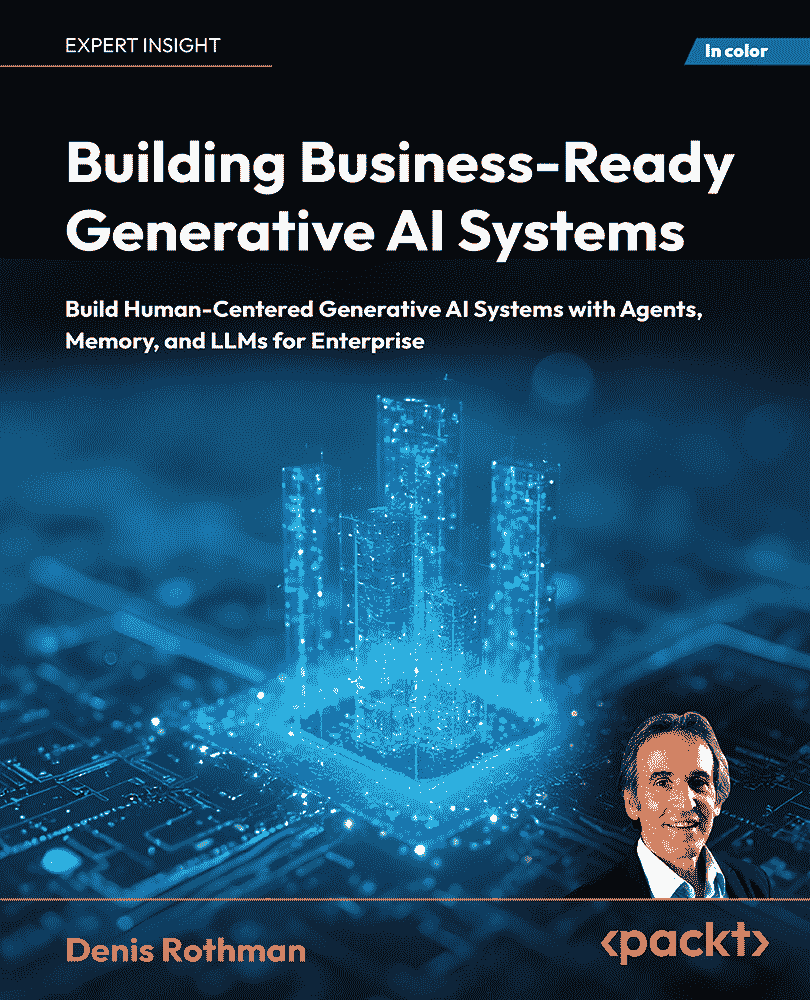 EXPERT INSIGHT
In color
Building Business-Ready
Generative AI Systems
Build Human-Centered Generative AI Systems with Agents,
Memory, and LLMs for Enterprise
Denis Rothman
<packt>